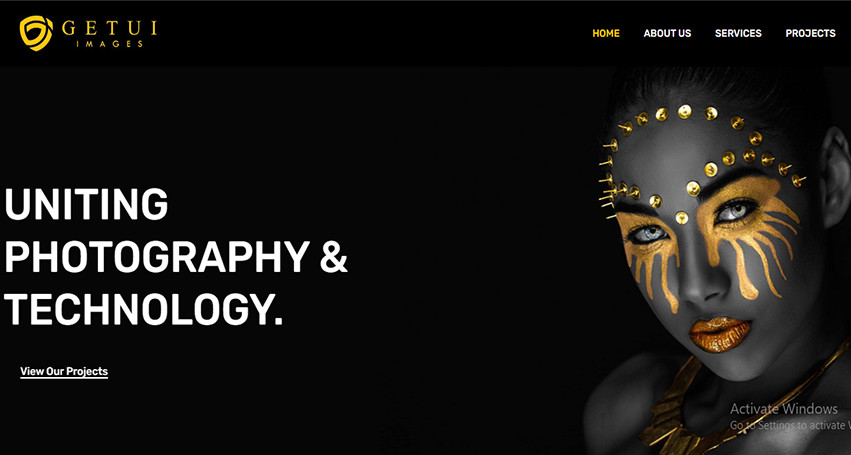 GETUI
IMAGES
HOME ABOUT US SERVICES PROJECTS
UNITING
PHOTOGRAPHY &
TECHNOLOGY.
View Our Projects
Activate Windows
Go to Settings to activate